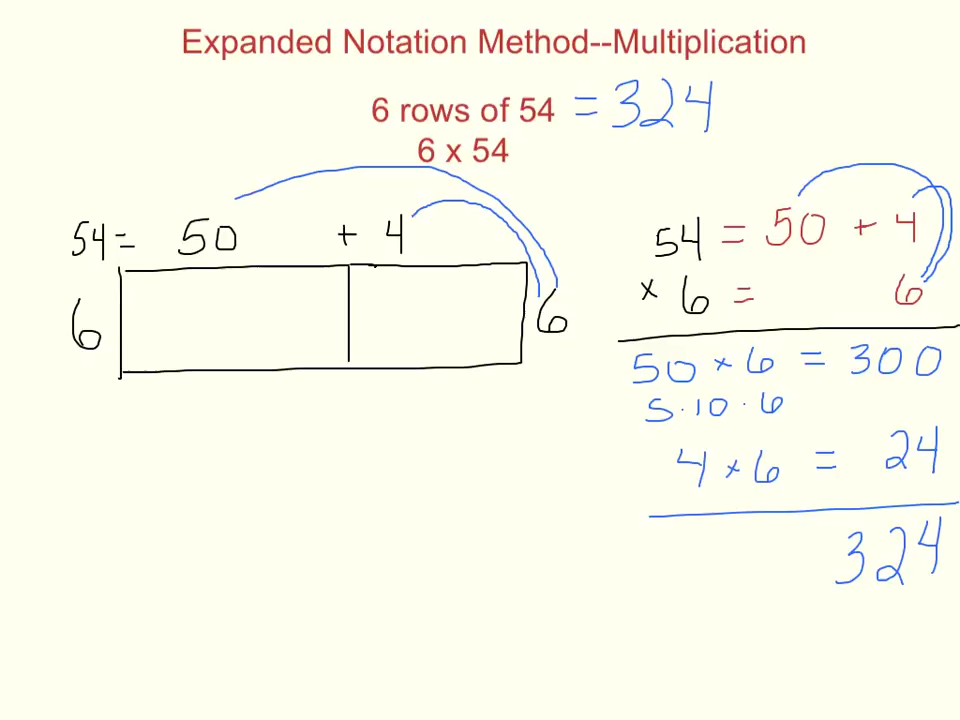 Expanded Notation Method--Multiplication
6 rows of 54 = 324
6 x 54
54 = 50 + 4
6 6
54 = 50 + 4
× 6 = 6
50 × 6 = 300
5 · 10 · 6
4 × 6 = 24
324